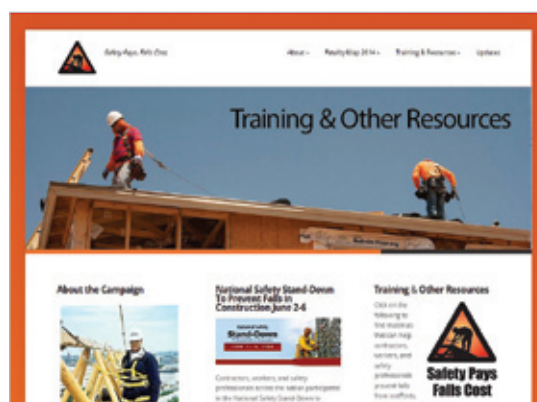 Safety Pays, Falls Cost
About
Fatality Map 2014
Training & Resources
Updates
Training & Other Resources
About the Campaign
National Safety Stand-Down
To Prevent Falls in
Construction June 2-6
National Safety
Stand-Down
Contractors, workers, and safety
professionals across the nation participated
in the National Safety Stand-Down to
Training & Other Resources
Click on the
following to
find materials
that can help
contractors,
workers, and
safety
professionals
prevent falls
from scaffolds,
Safety Pays
Falls Cost